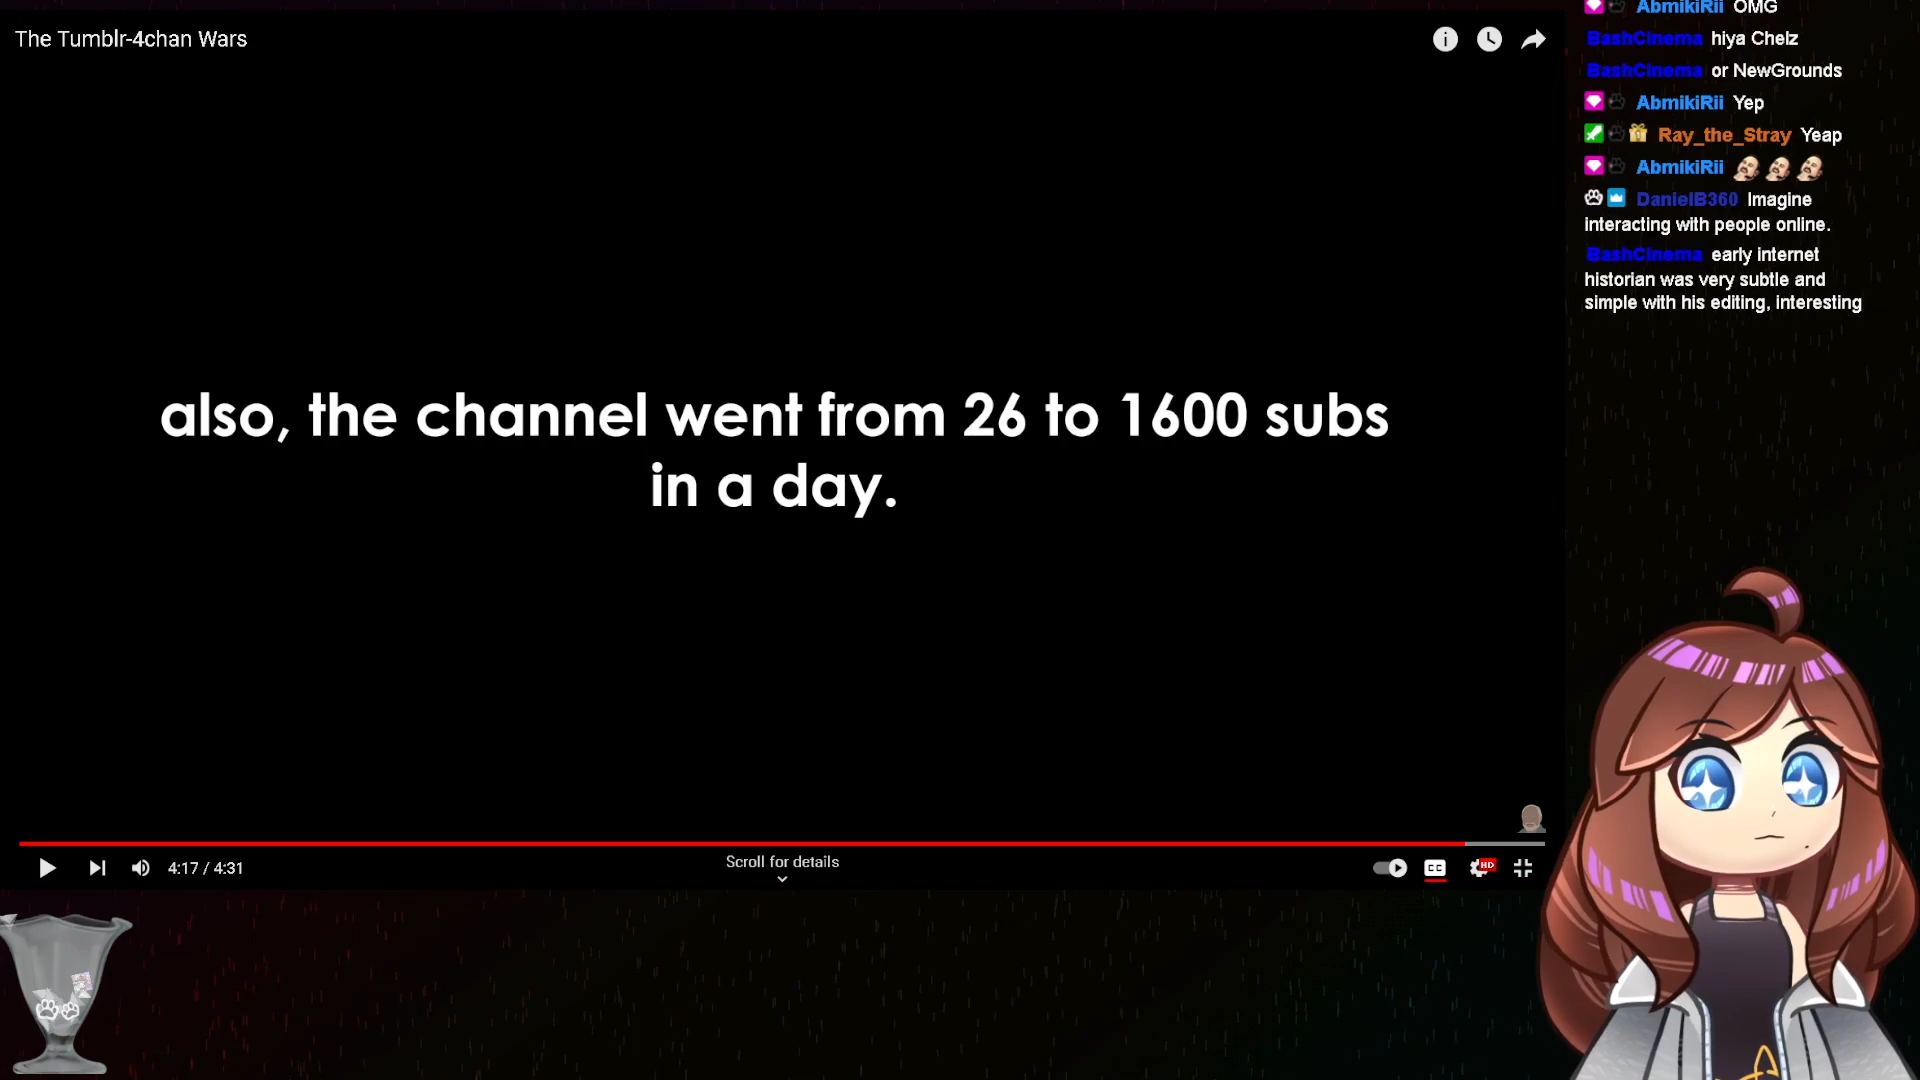 The Tumblr-4chan Wars
also, the channel went from 26 to 1600 subs
in a day.
4:17 / 4:31
Scroll for details
CC
HD
AbmikiRii OMG
BashCinema hiya Chelz
BashCinema or NewGrounds
AbmikiRii Yep
Ray_the_Stray Yeap
AbmikiRii
DanielB360 Imagine
interacting with people online.
BashCinema early internet
historian was very subtle and
simple with his editing, interesting